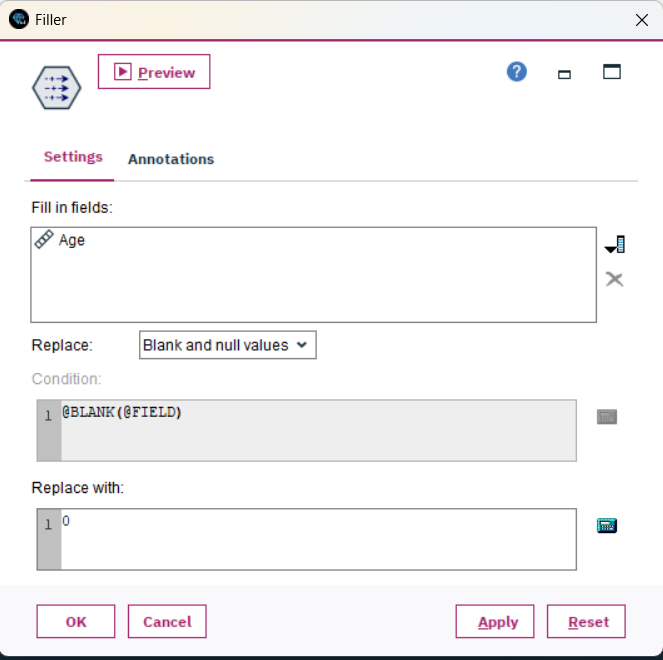 Filler
Preview
?
Settings
Annotations
Fill in fields:
Age
Replace:
Blank and null values
Condition:
1 @BLANK(@FIELD)
Replace with:
1 0
OK
Cancel
Apply
Reset